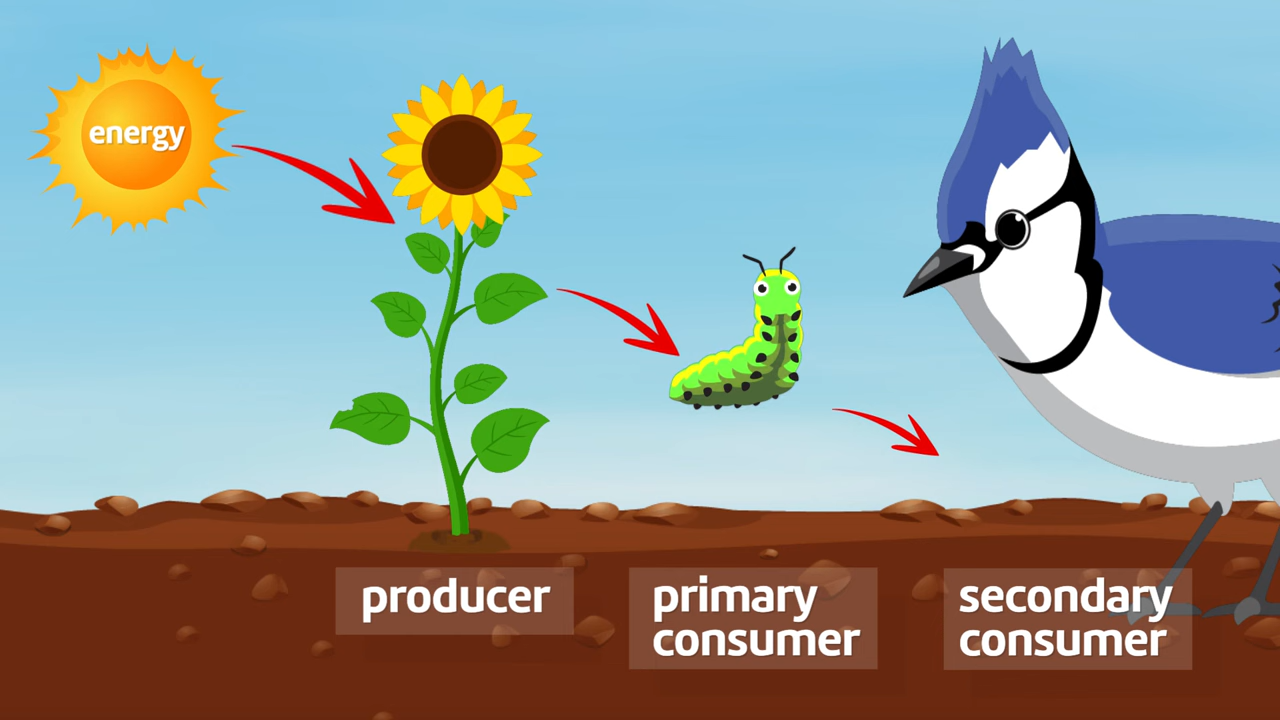 energy
producer
primary
consumer
secondary
consumer